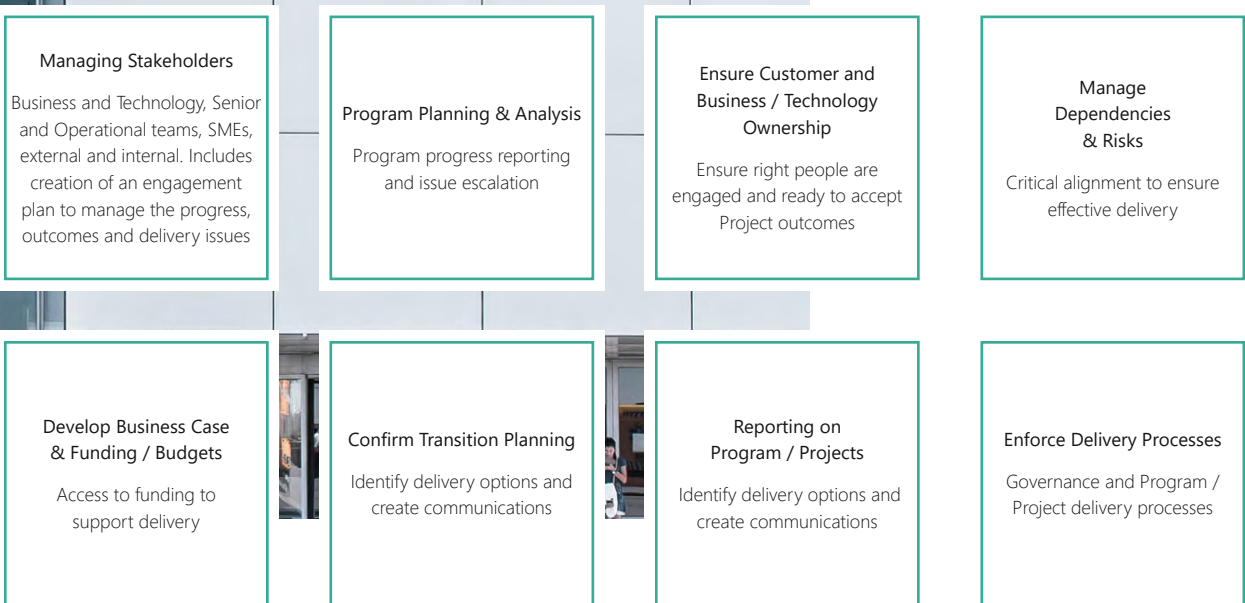 Managing Stakeholders
Business and Technology, Senior
and Operational teams, SMEs,
external and internal. Includes
creation of an engagement
plan to manage the progress,
outcomes and delivery issues
Program Planning & Analysis
Program progress reporting
and issue escalation
Ensure Customer and
Business / Technology
Ownership
Ensure right people are
engaged and ready to accept
Project outcomes
Manage
Dependencies
& Risks
Critical alignment to ensure
effective delivery
Develop Business Case
& Funding / Budgets
Access to funding to
support delivery
Confirm Transition Planning
Identify delivery options and
create communications
Reporting on
Program / Projects
Identify delivery options and
create communications
Enforce Delivery Processes
Governance and Program /
Project delivery processes